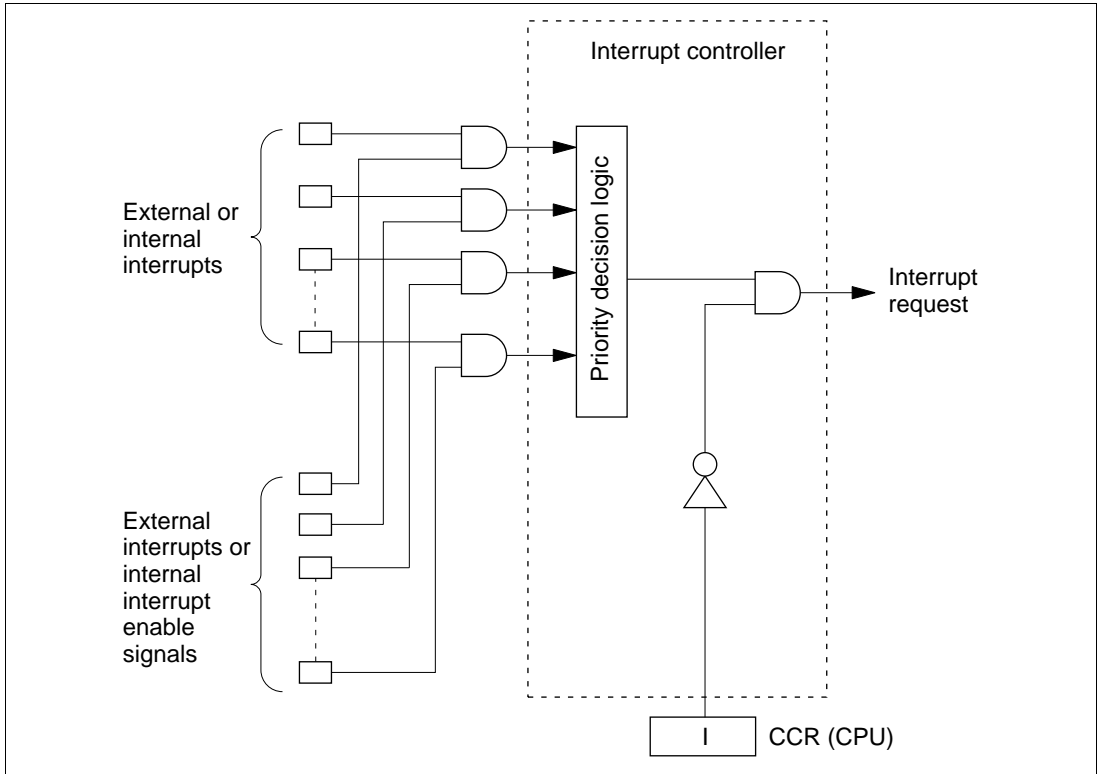 Interrupt controller
External or
internal
interrupts
Priority decision logic
Interrupt
request
External
interrupts or
internal
interrupt
enable
signals
I
CCR (CPU)